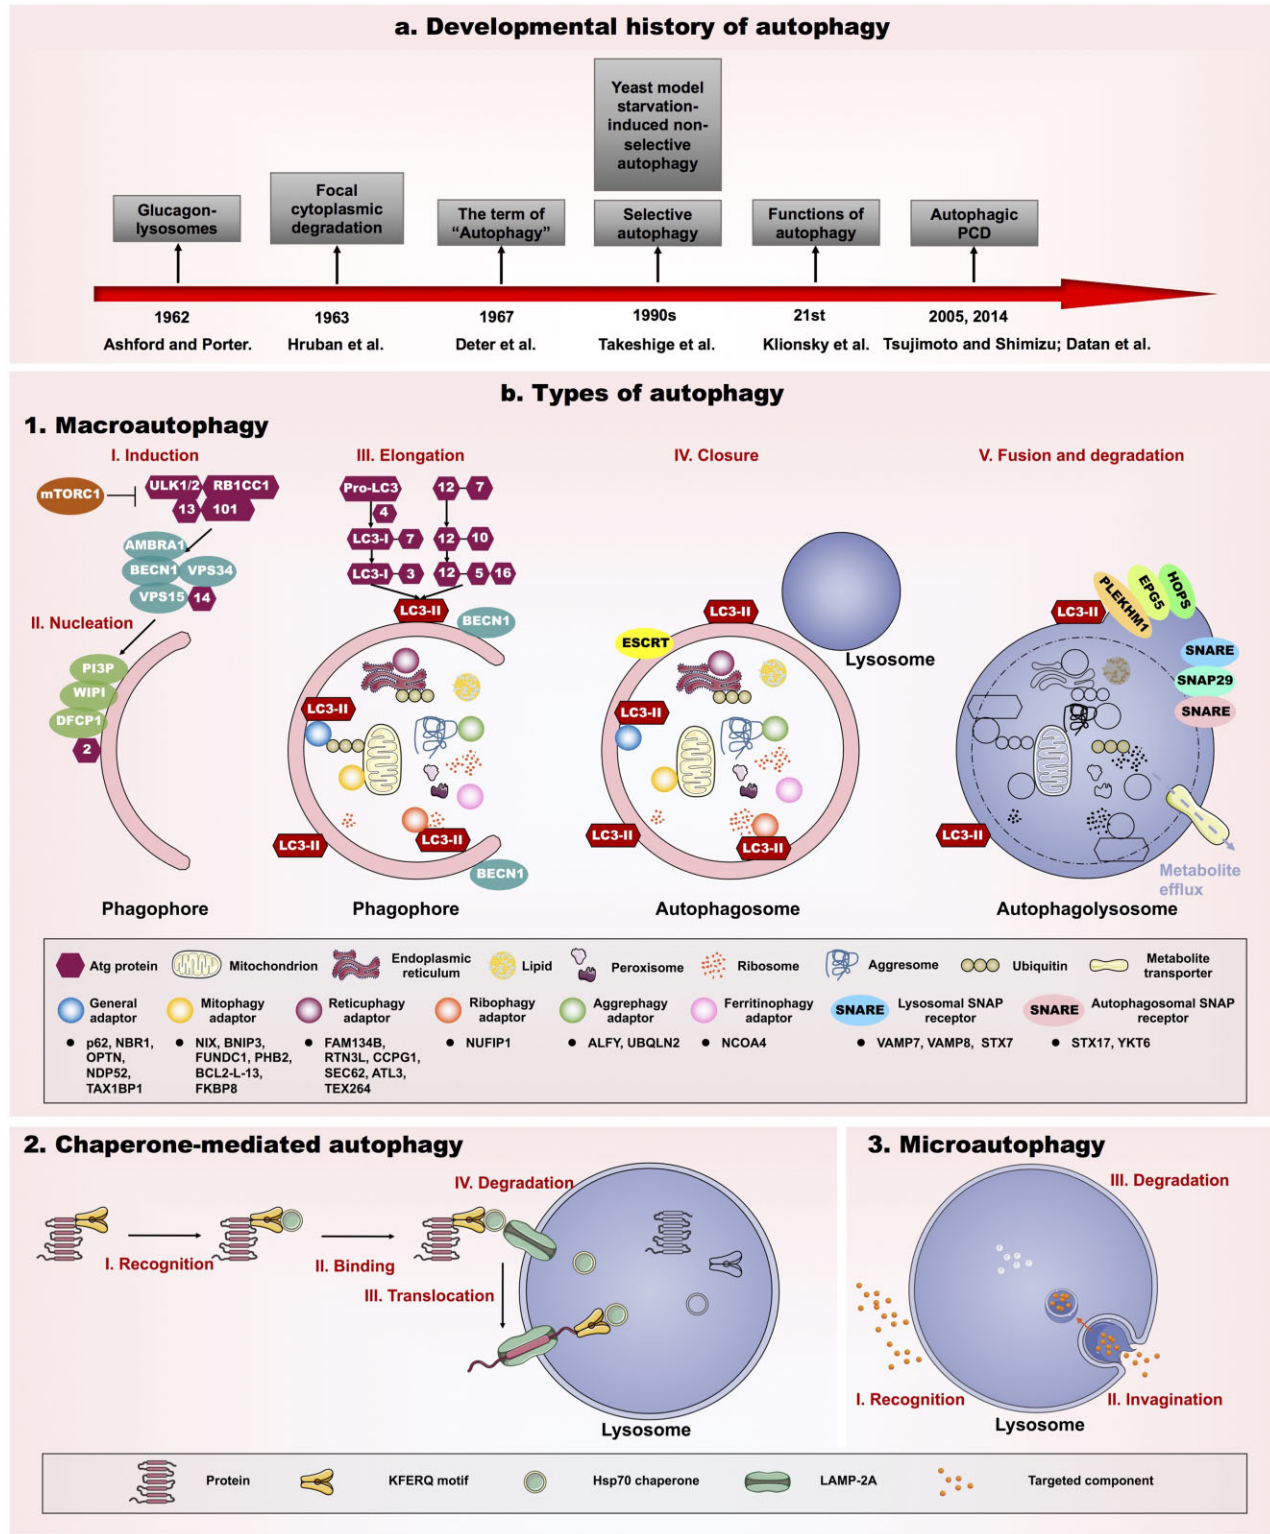 a. Developmental history of autophagy
Glucagon-
lysosomes
Focal
cytoplasmic
degradation
The term of
“Autophagy”
Yeast model
starvation-
induced non-
selective
autophagy
Selective
autophagy
Functions of
autophagy
Autophagic
PCD
1962
1963
1967
1990s
21st
2005, 2014
Ashford and Porter.
Hruban et al.
Deter et al.
Takeshige et al.
Klionsky et al.
Tsujimoto and Shimizu; Datan et al.
b. Types of autophagy
1. Macroautophagy
I. Induction
mTORC1
ULK1/2
RB1CC1
13
101
AMBRA1
BECN1
VPS34
VPS15
14
II. Nucleation
PI3P
WIPI
DFCP1
2
Phagophore
III. Elongation
Pro-LC3
4
LC3-I
7
LC3-I
3
12
7
12
10
12
5
16
LC3-II
BECN1
LC3-II
LC3-II
LC3-II
BECN1
Phagophore
IV. Closure
LC3-II
ESCRT
Lysosome
LC3-II
LC3-II
LC3-II
Autophagosome
V. Fusion and degradation
LC3-II
PLEKHM1
EPG5
HOPS
SNARE
SNAP29
SNARE
LC3-II
Metabolite
efflux
Autophagolysosome
Atg protein
Mitochondrion
Endoplasmic
reticulum
Lipid
Peroxisome
Ribosome
Aggresome
Ubiquitin
Metabolite
transporter
General
adaptor
Mitophagy
adaptor
Reticuphagy
adaptor
Ribophagy
adaptor
Aggrephagy
adaptor
Ferritinophagy
adaptor
SNARE
Lysosomal SNAP
receptor
SNARE
Autophagosomal SNAP
receptor
● p62, NBR1,
OPTN,
NDP52,
TAX1BP1
● NIX, BNIP3,
FUNDC1, PHB2,
BCL2-L-13,
FKBP8
● FAM134B,
RTN3L, CCPG1,
SEC62, ATL3,
TEX264
● NUFIP1
● ALFY, UBQLN2
● NCOA4
● VAMP7, VAMP8, STX7
● STX17, YKT6
2. Chaperone-mediated autophagy
I. Recognition
II. Binding
III. Translocation
IV. Degradation
Lysosome
3. Microautophagy
III. Degradation
I. Recognition
II. Invagination
Lysosome
Protein
KFERQ motif
Hsp70 chaperone
LAMP-2A
Targeted component